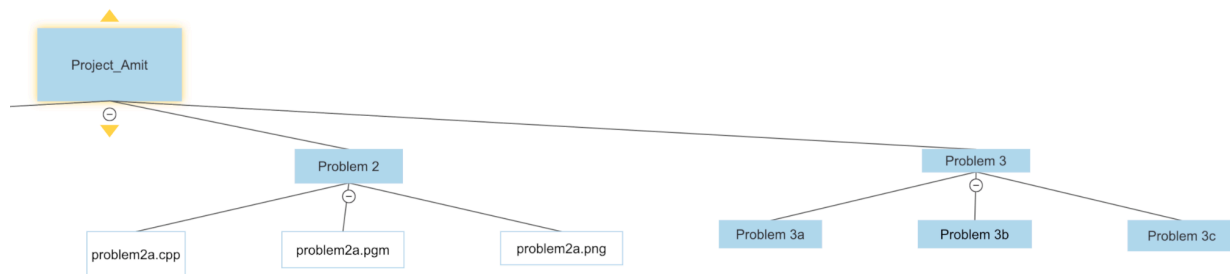 Project_Amit
Problem 2
Problem 3
problem2a.cpp
problem2a.pgm
problem2a.png
Problem 3a
Problem 3b
Problem 3c